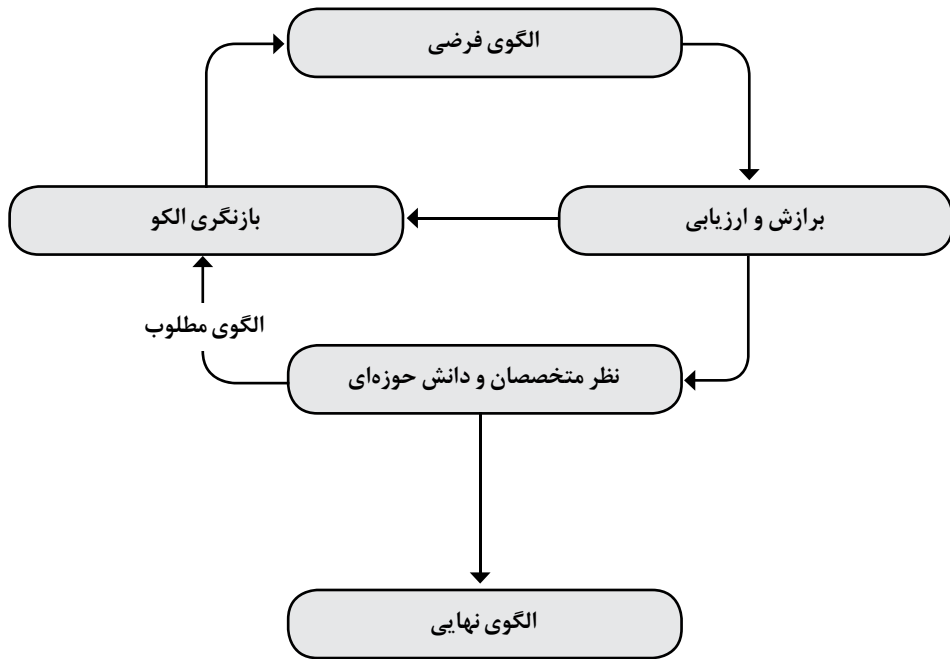 الگوی فرضی
برازش و ارزیابی
بازنگری الکو
الگوی مطلوب
نظر متخصصان و دانش حوزه‌ای
الگوی نهایی